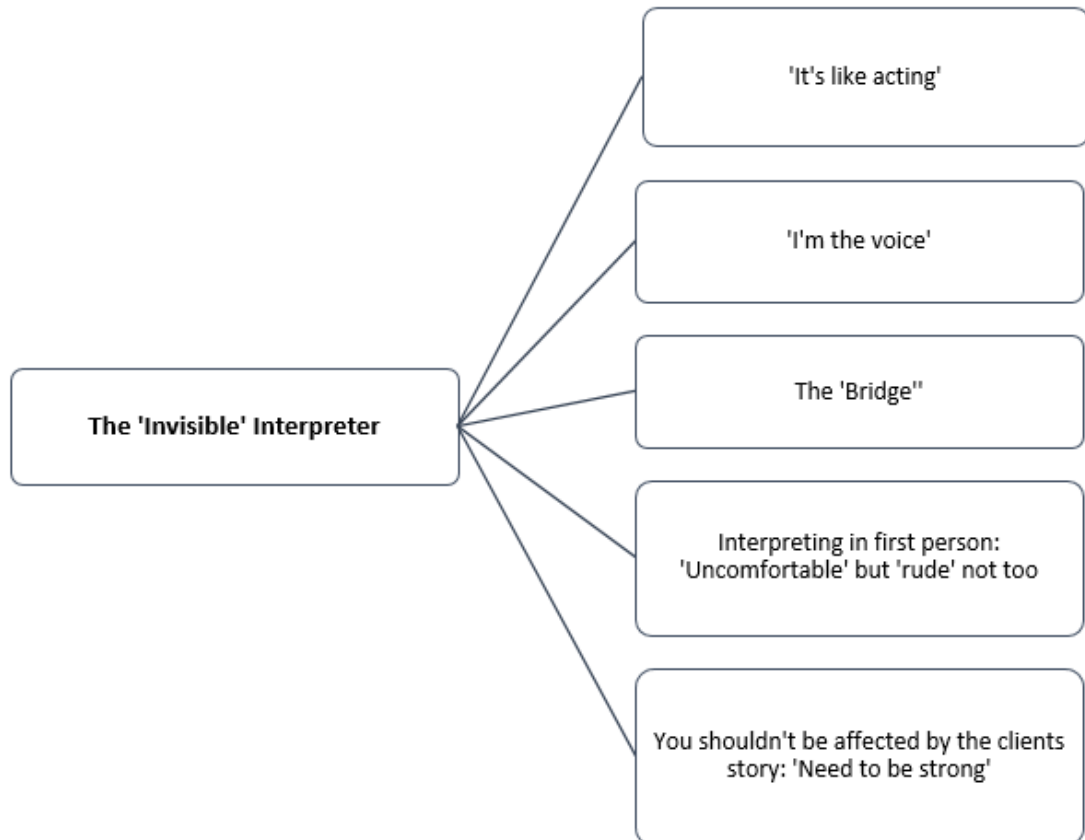 'It's like acting'
'I'm the voice'
The 'Bridge''
The 'Invisible' Interpreter
Interpreting in first person:
'Uncomfortable' but 'rude' not too
You shouldn't be affected by the clients
story: 'Need to be strong'